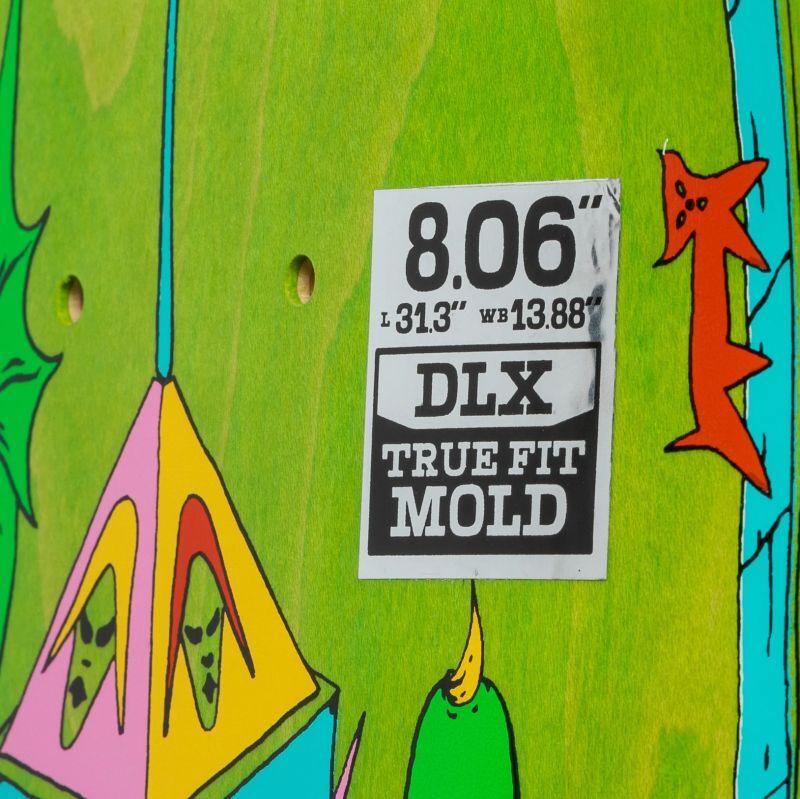 8.06"
L 31.3" WB 13.88"
DLX
TRUE FIT
MOLD